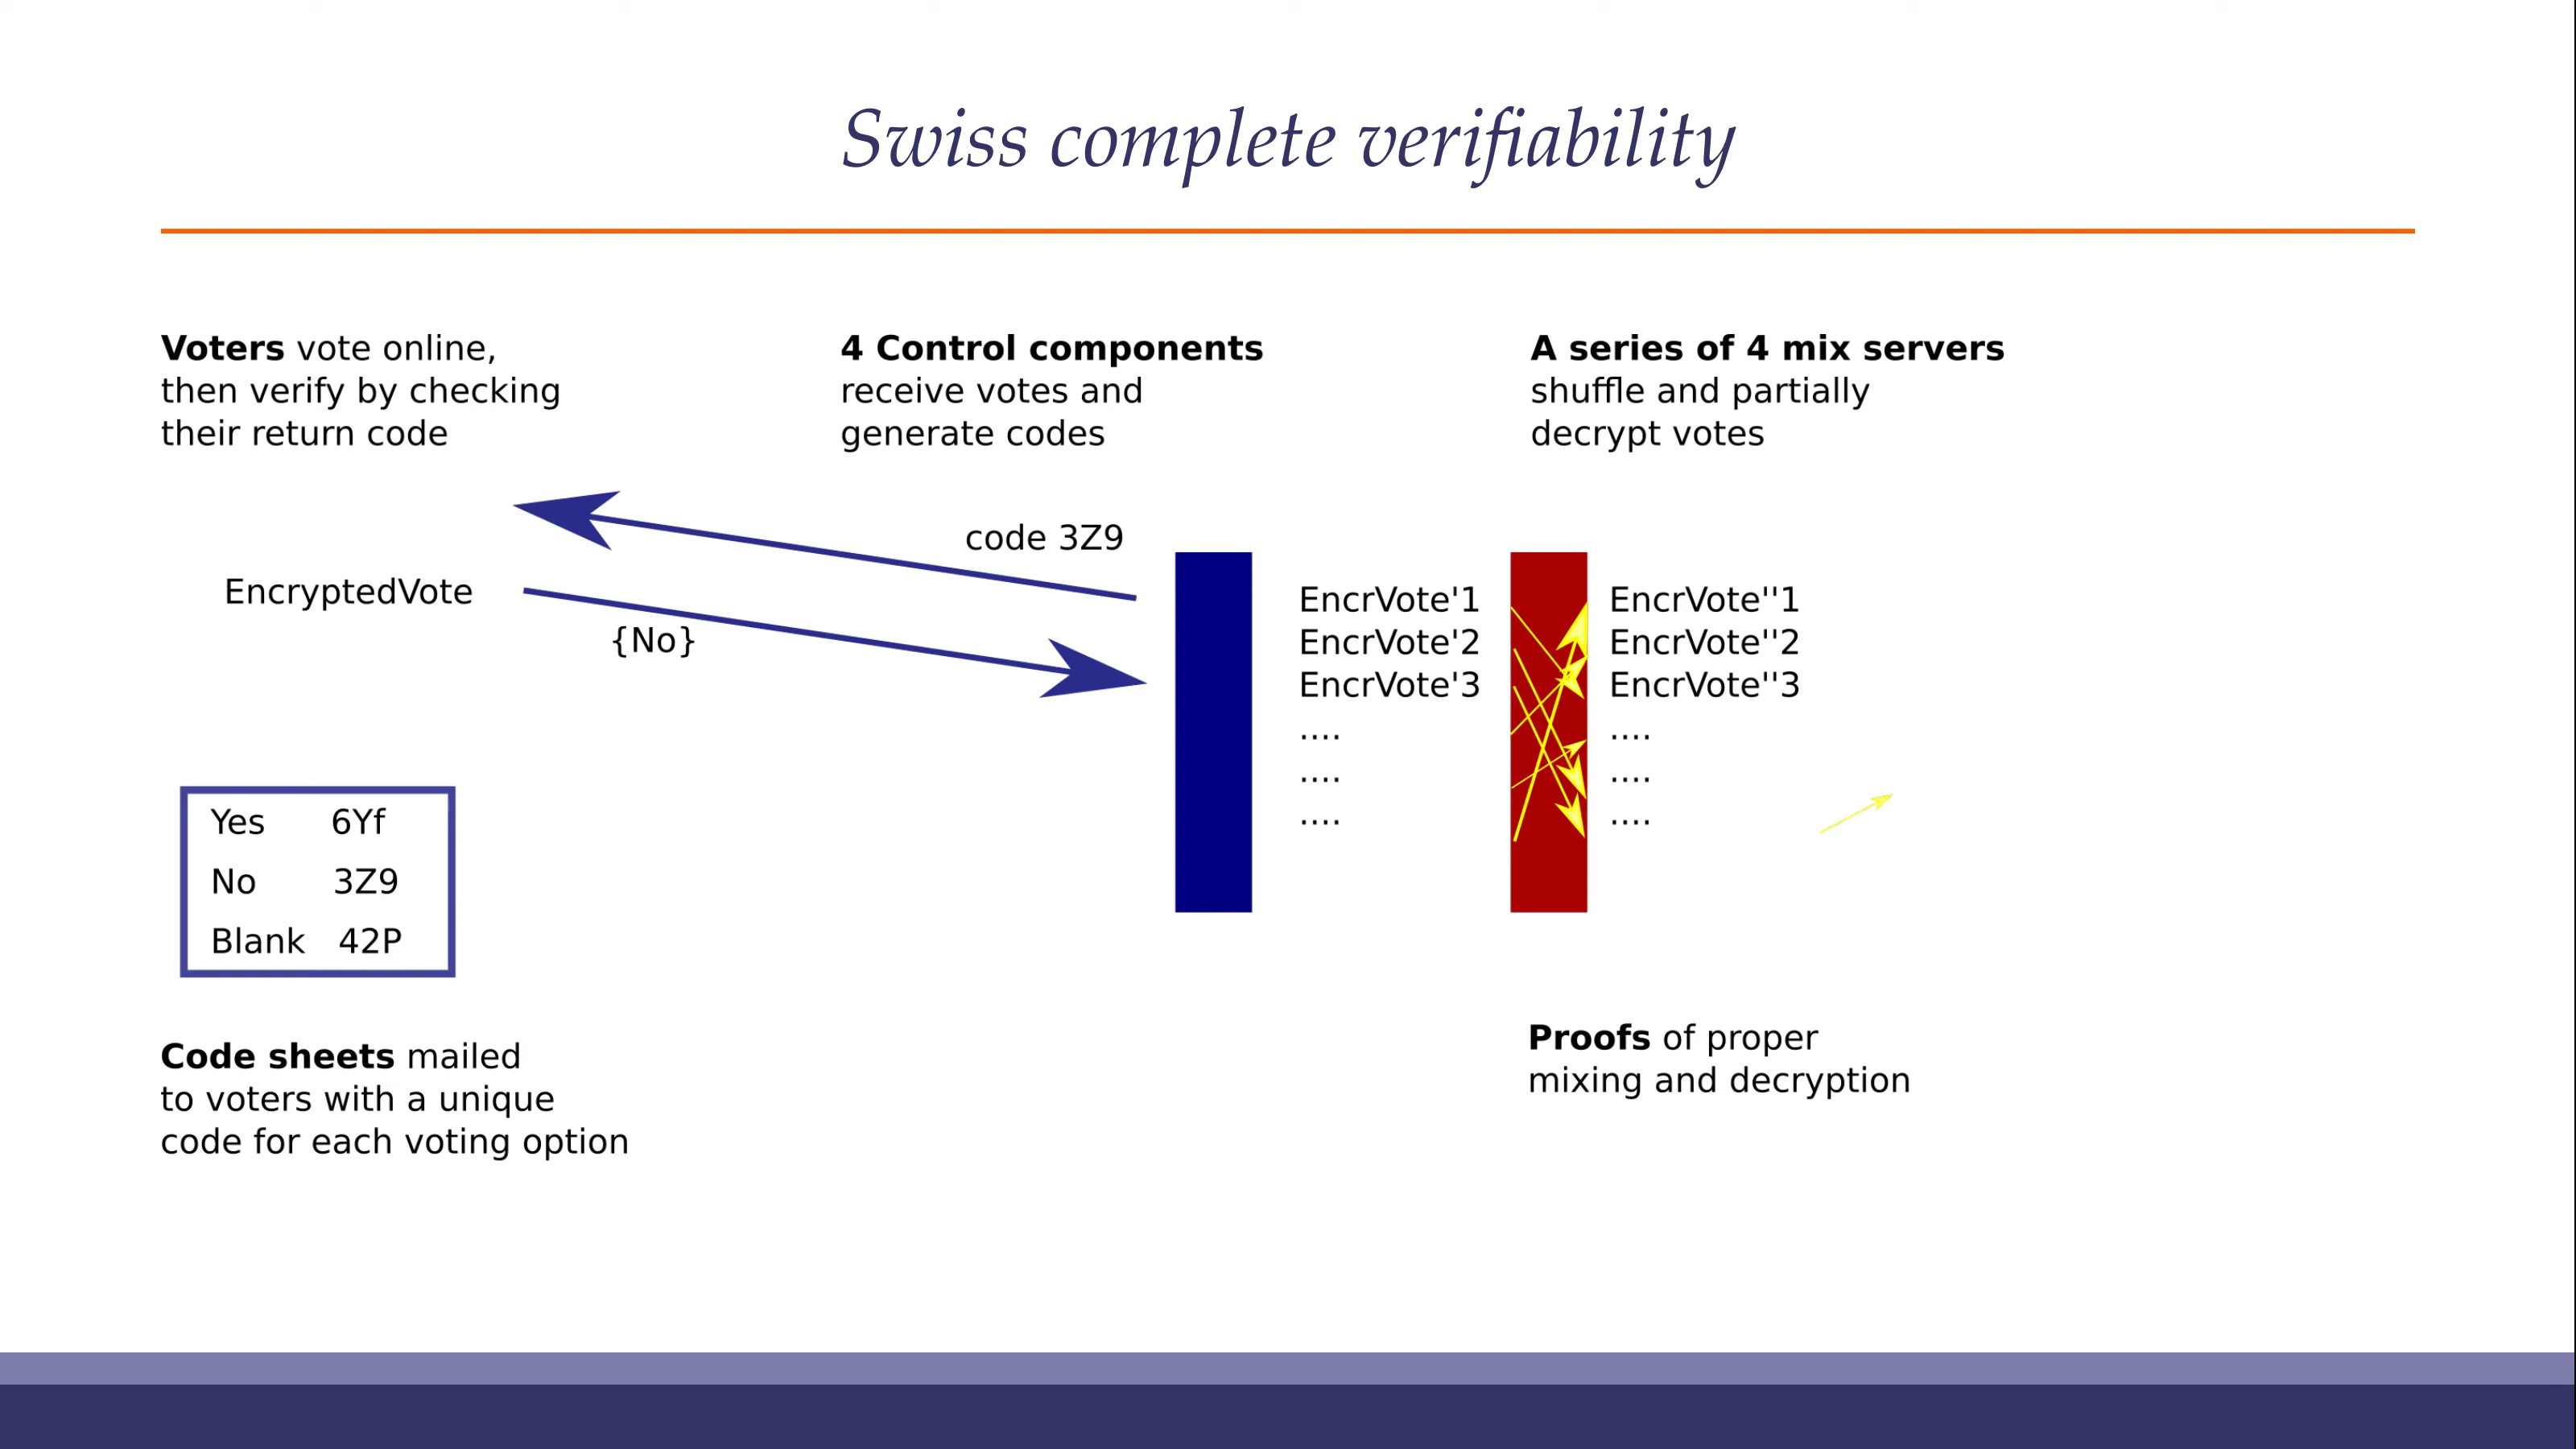 Swiss complete verifiability
Voters vote online,
then verify by checking
their return code
4 Control components
receive votes and
generate codes
A series of 4 mix servers
shuffle and partially
decrypt votes
code 3Z9
EncryptedVote
{No}
EncrVote'1
EncrVote'2
EncrVote'3
....
....
....
EncrVote''1
EncrVote''2
EncrVote''3
....
....
....
Yes 6Yf
No 3Z9
Blank 42P
Code sheets mailed
to voters with a unique
code for each voting option
Proofs of proper
mixing and decryption